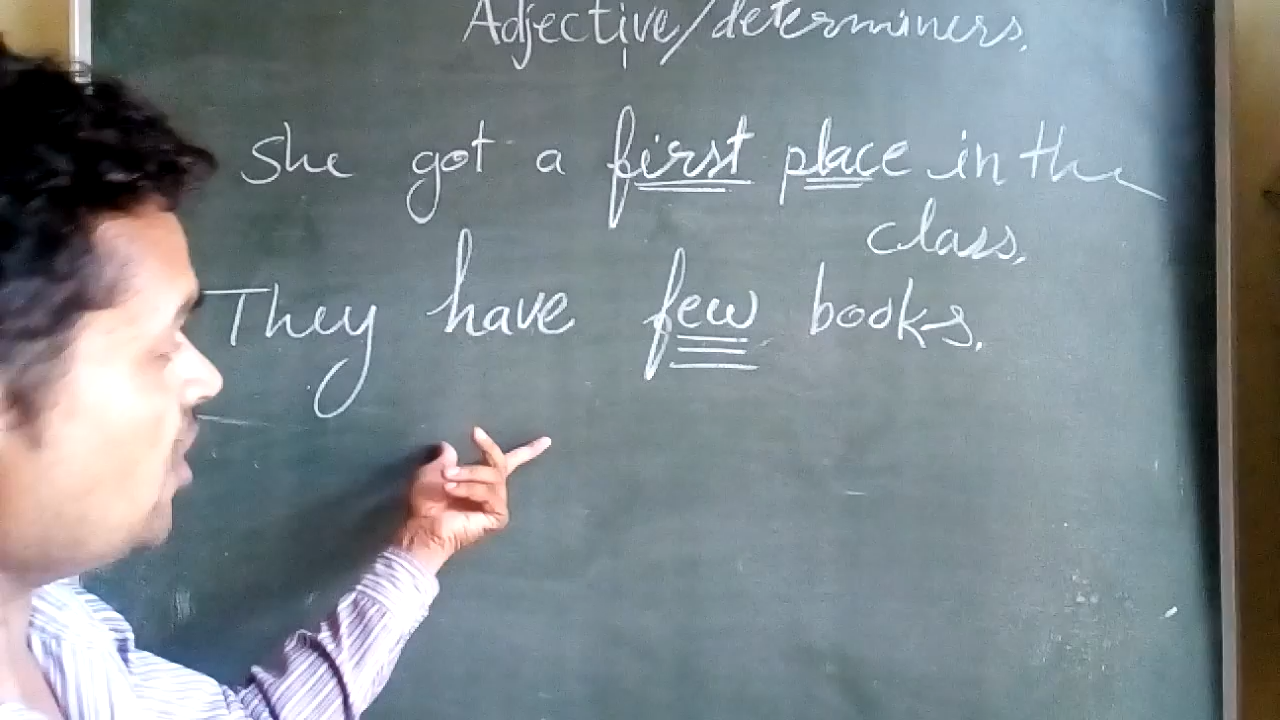 Adjective/determiners.
She got a first place in the
class.
They have few books.